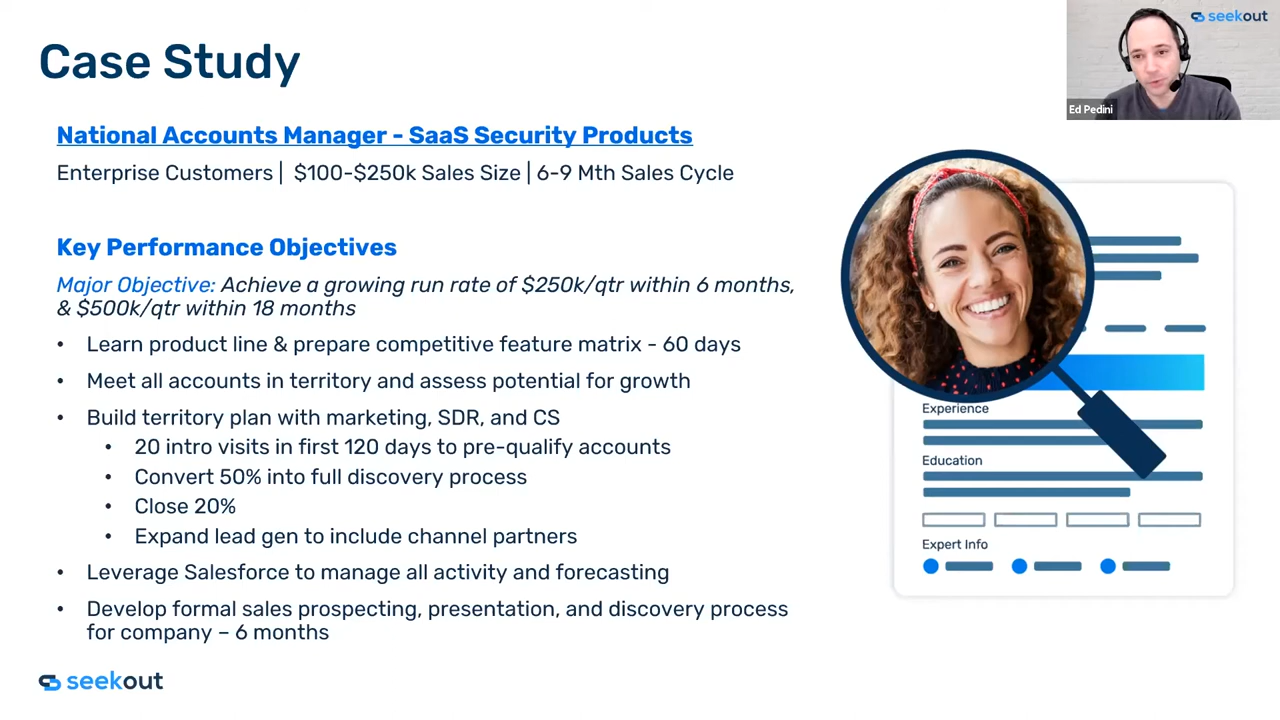 seekout
Ed Pedini
Case Study
National Accounts Manager - SaaS Security Products
Enterprise Customers | $100-$250k Sales Size | 6-9 Mth Sales Cycle
Key Performance Objectives
Major Objective: Achieve a growing run rate of $250k/qtr within 6 months,
& $500k/qtr within 18 months
• Learn product line & prepare competitive feature matrix - 60 days
• Meet all accounts in territory and assess potential for growth
• Build territory plan with marketing, SDR, and CS
• 20 intro visits in first 120 days to pre-qualify accounts
• Convert 50% into full discovery process
• Close 20%
• Expand lead gen to include channel partners
• Leverage Salesforce to manage all activity and forecasting
• Develop formal sales prospecting, presentation, and discovery process
for company – 6 months
Experience
Education
Expert Info
seekout